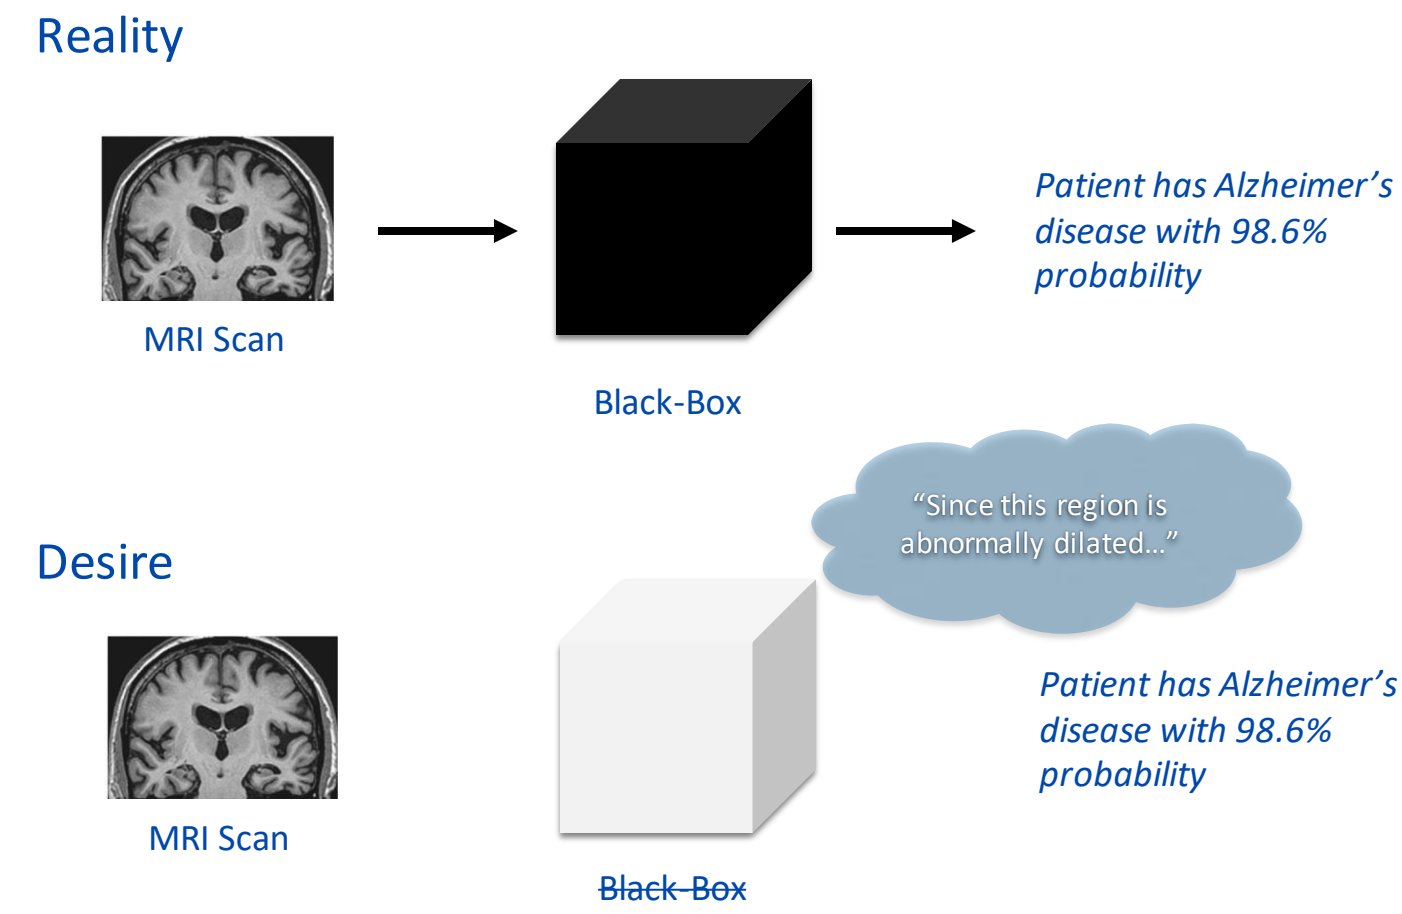 Reality
MRI Scan
Black-Box
Patient has Alzheimer’s
disease with 98.6%
probability
Desire
MRI Scan
Black-Box
“Since this region is
abnormally dilated...”
Patient has Alzheimer’s
disease with 98.6%
probability